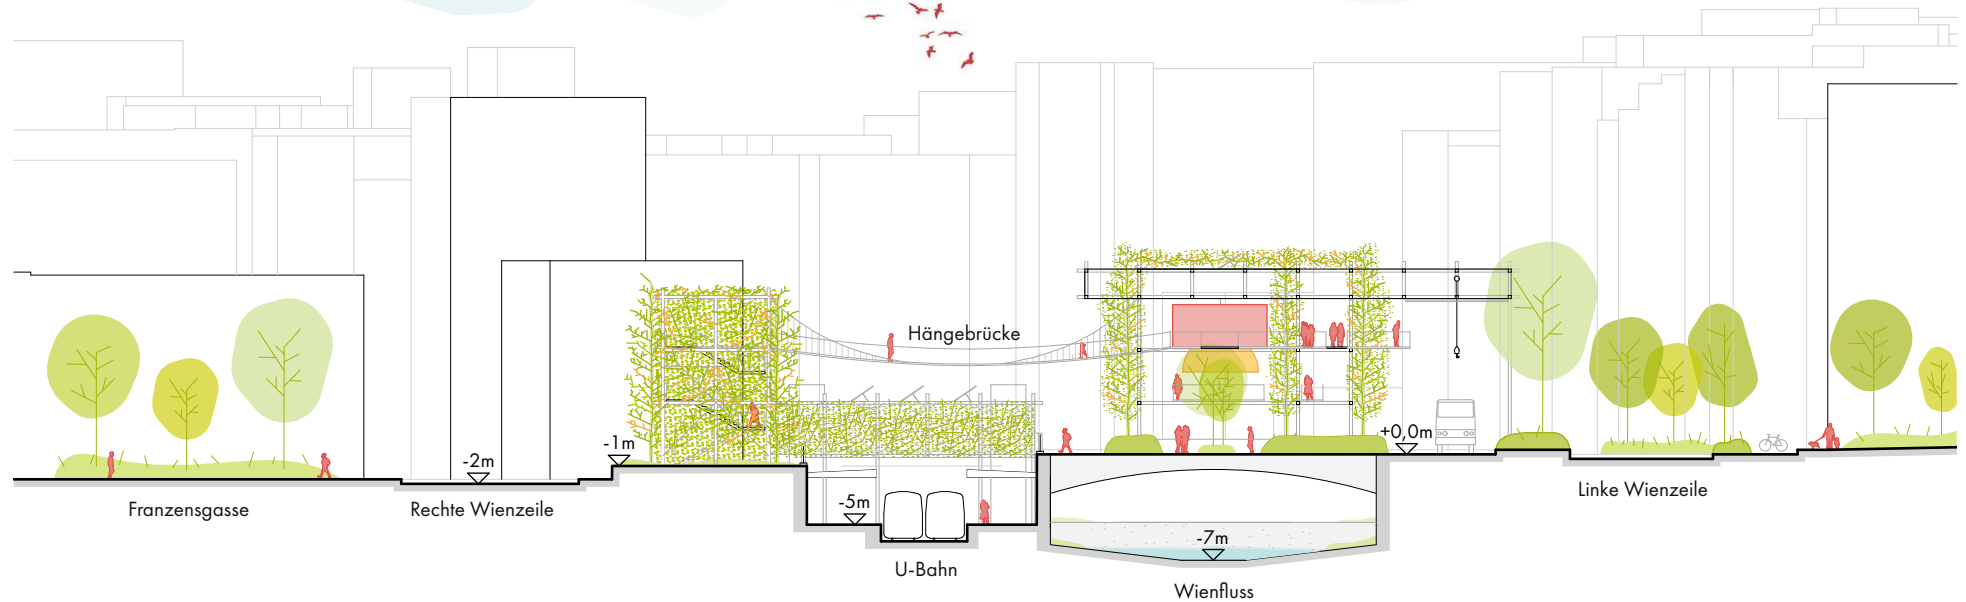 Hängebrücke
+0,0m
-1m
-2m
-5m
-7m
Franzensgasse
Rechte Wienzeile
Linke Wienzeile
U-Bahn
Wienfluss